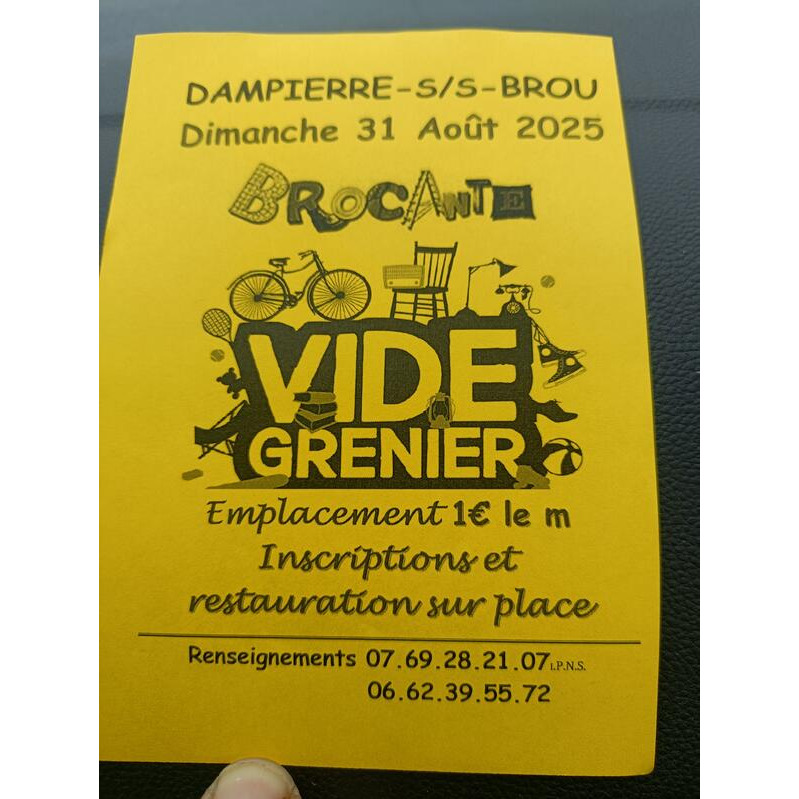 DAMPIERRE-S/S-BROU
Dimanche 31 Août 2025
BROCANTE
VIDE
GRENIER
Emplacement 1€ le m
Inscriptions et
restauration sur place
Renseignements 07.69.28.21.07 I.P.N.S.
06.62.39.55.72